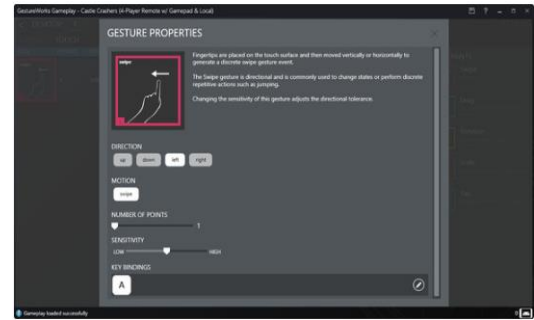 GestureWorks Gameplay - Castle Crashers (4-Player Remote w/ Gamepad & Local)
GESTURE PROPERTIES
swipe
Fingertips are placed on the touch surface and then moved vertically or horizontally to
generate a discrete swipe gesture event.
The Swipe gesture is directional and is commonly used to change states or perform discrete
repetitive actions such as jumping.
Changing the sensitivity of this gesture adjusts the directional tolerance.
DIRECTION
up down left right
MOTION
swipe
NUMBER OF POINTS
1
SENSITIVITY
LOW HIGH
KEY BINDINGS
A
Gameplay loaded successfully